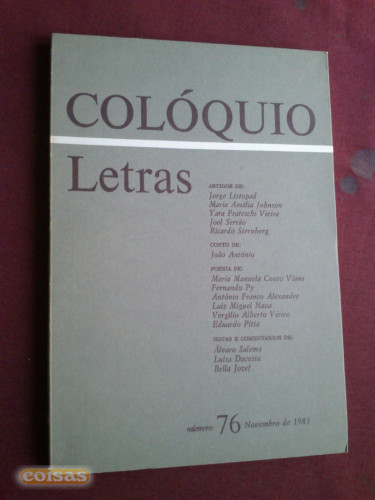 COLÓQUIO
Letras
ARTIGOS DE:
Jorge Listopad
Maria Amélia Johnson
Yara Frateschi Vieira
Joel Serrão
Ricardo Sternberg
CONTO DE:
João Antônio
POESIA DE:
Maria Manuela Couto Viana
Fernando Py
António Franco Alexandre
Luís Miguel Nava
Vergílio Alberto Vieira
Eduardo Pitta
NOTAS E COMENTÁRIOS DE:
Álvaro Salema
Luísa Dacosta
Bella Jozef
número 76 Novembro de 1983
coisas